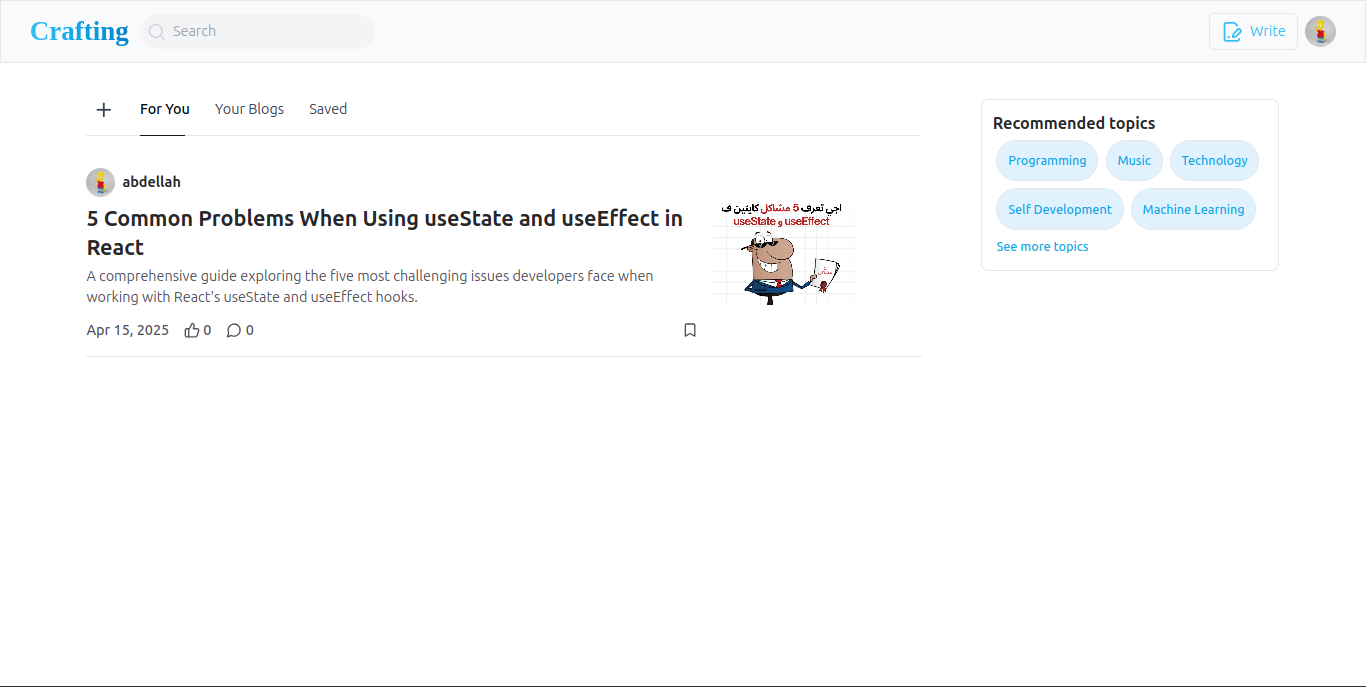 Crafting
Search
Write
For You
Your Blogs
Saved
abdellah
5 Common Problems When Using useState and useEffect in
React
A comprehensive guide exploring the five most challenging issues developers face when
working with React's useState and useEffect hooks.
Apr 15, 2025
0
0
اجي تعرف 5 مشاكل كاينين ف
useState و useEffect
Recommended topics
Programming
Music
Technology
Self Development
Machine Learning
See more topics